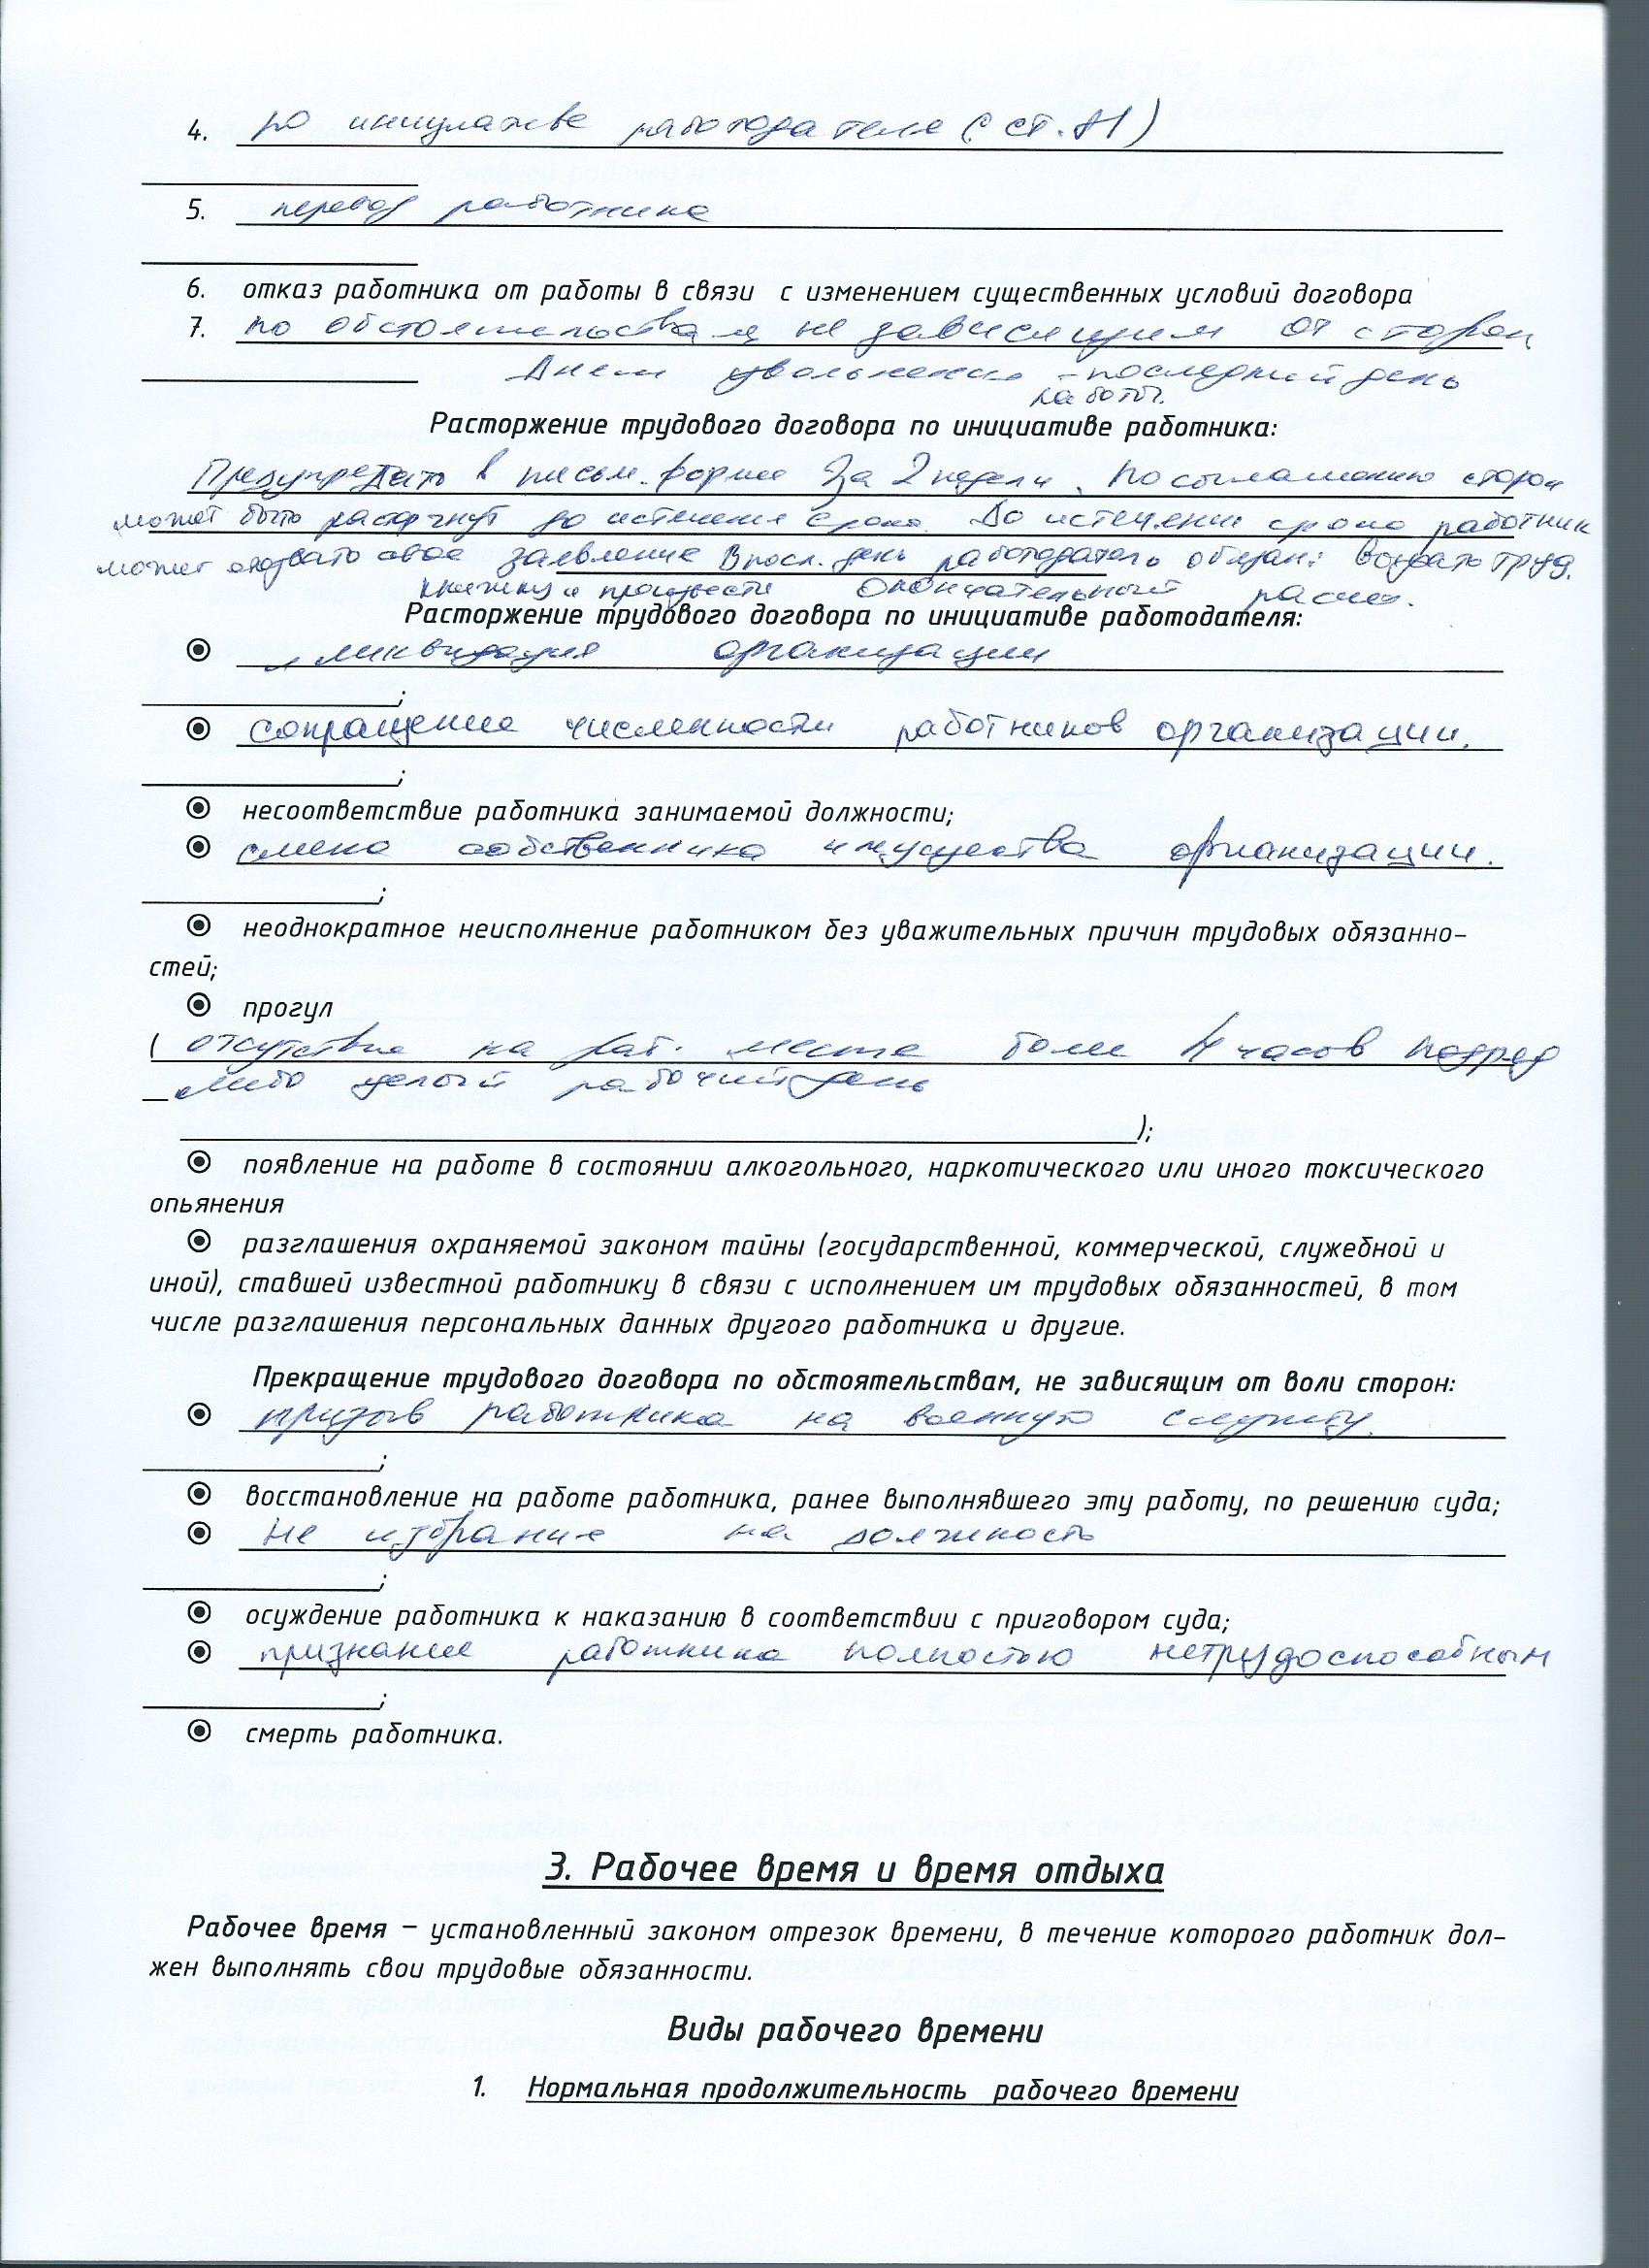 4. по инициативе работодателя (ст. 81)
5. перевод работника
6. отказ работника от работы в связи с изменением существенных условий договора
7. по обстоятельствам не зависящим от сторон
Днем увольнения - последний день
работы.
Расторжение трудового договора по инициативе работника:
Предупредить в письм. форме За 2 недели. По соглашению сторон
может быть расторгнут до истечения срока. До истечении срока работник
может отозвать свое заявление В посл. день работодатель обязан: выдать труд.
книжку и произвести окончательный расчет.
Расторжение трудового договора по инициативе работодателя:
ликвидация организации
;
сокращение численности работников организации.
;
несоответствие работника занимаемой должности;
смена собственника имущества организации.
;
неоднократное неисполнение работником без уважительных причин трудовых обязанно-
стей;
прогул
( отсутствие на раб. месте более 4 часов подряд
либо целый рабочий день
);
появление на работе в состоянии алкогольного, наркотического или иного токсического
опьянения
разглашения охраняемой законом тайны (государственной, коммерческой, служебной и
иной), ставшей известной работнику в связи с исполнением им трудовых обязанностей, в том
числе разглашения персональных данных другого работника и другие.
Прекращение трудового договора по обстоятельствам, не зависящим от воли сторон:
призыв работника на военную службу.
;
восстановление на работе работника, ранее выполнявшего эту работу, по решению суда;
не избрание на должность
;
осуждение работника к наказанию в соответствии с приговором суда;
признание работника полностью нетрудоспособным
;
смерть работника.
3. Рабочее время и время отдыха
Рабочее время – установленный законом отрезок времени, в течение которого работник дол-
жен выполнять свои трудовые обязанности.
Виды рабочего времени
1. Нормальная продолжительность рабочего времени